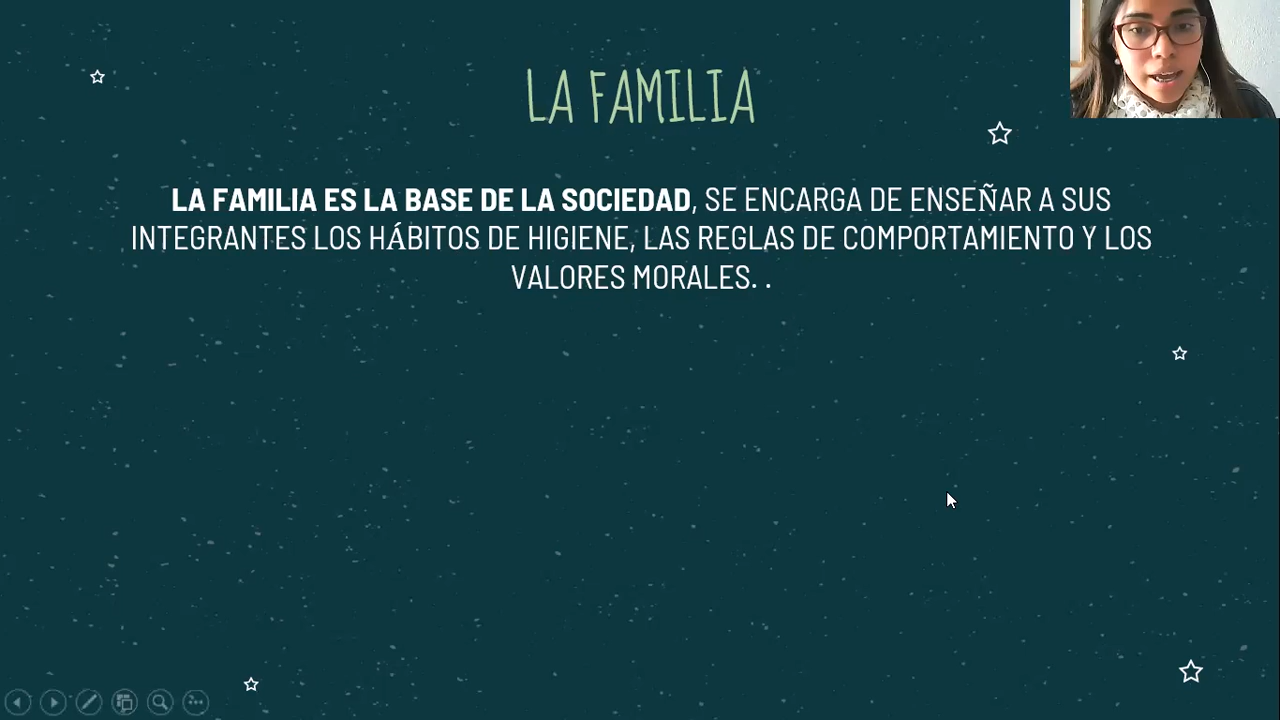 LA FAMILIA
LA FAMILIA ES LA BASE DE LA SOCIEDAD, SE ENCARGA DE ENSEÑAR A SUS
INTEGRANTES LOS HÁBITOS DE HIGIENE, LAS REGLAS DE COMPORTAMIENTO Y LOS
VALORES MORALES. .